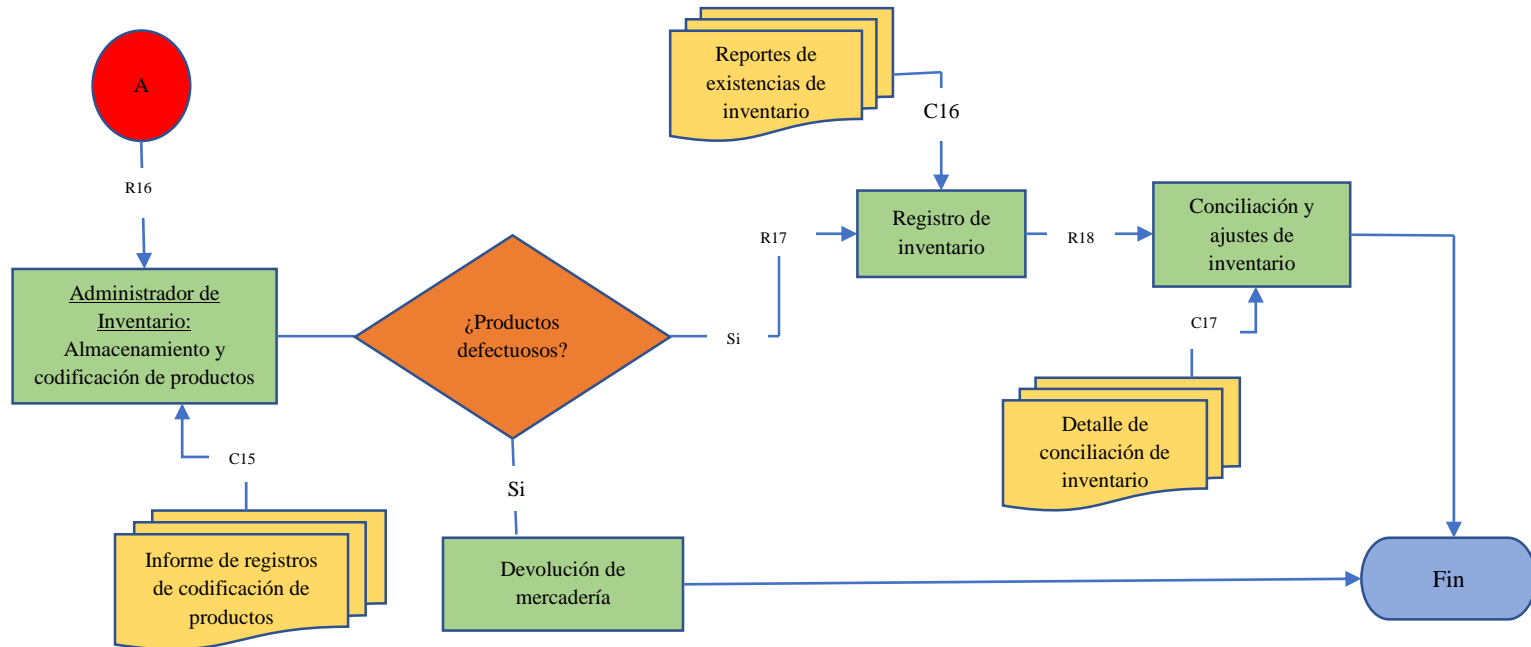 A
R16
Administrador de
Inventario:
Almacenamiento y
codificación de productos
C15
Informe de registros
de codificación de
productos
¿Productos
defectuosos?
Si
Si
Devolución de
mercadería
R17
Reportes de
existencias de
inventario
C16
Registro de
inventario
R18
Conciliación y
ajustes de
inventario
C17
Detalle de
conciliación de
inventario
Fin